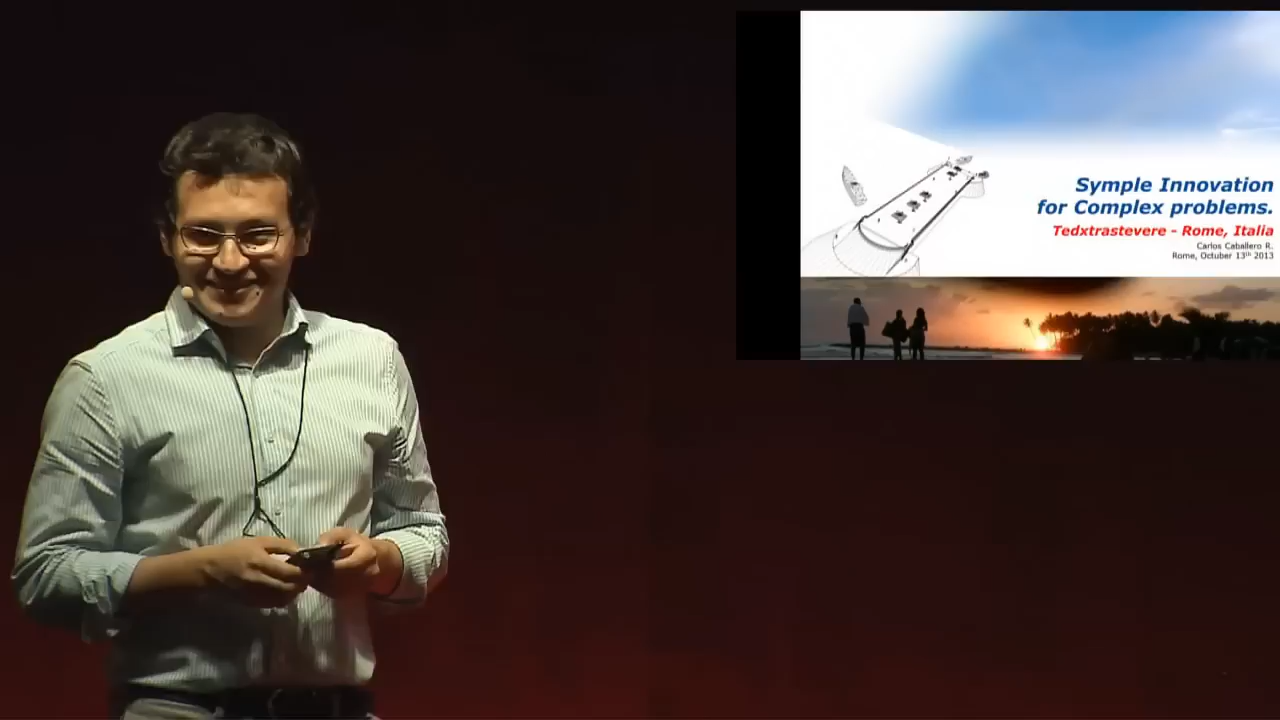 Symple Innovation
for Complex problems.
Tedxtrastevere - Rome, Italia
Carlos Caballero R.
Rome, Octuber 13th 2013